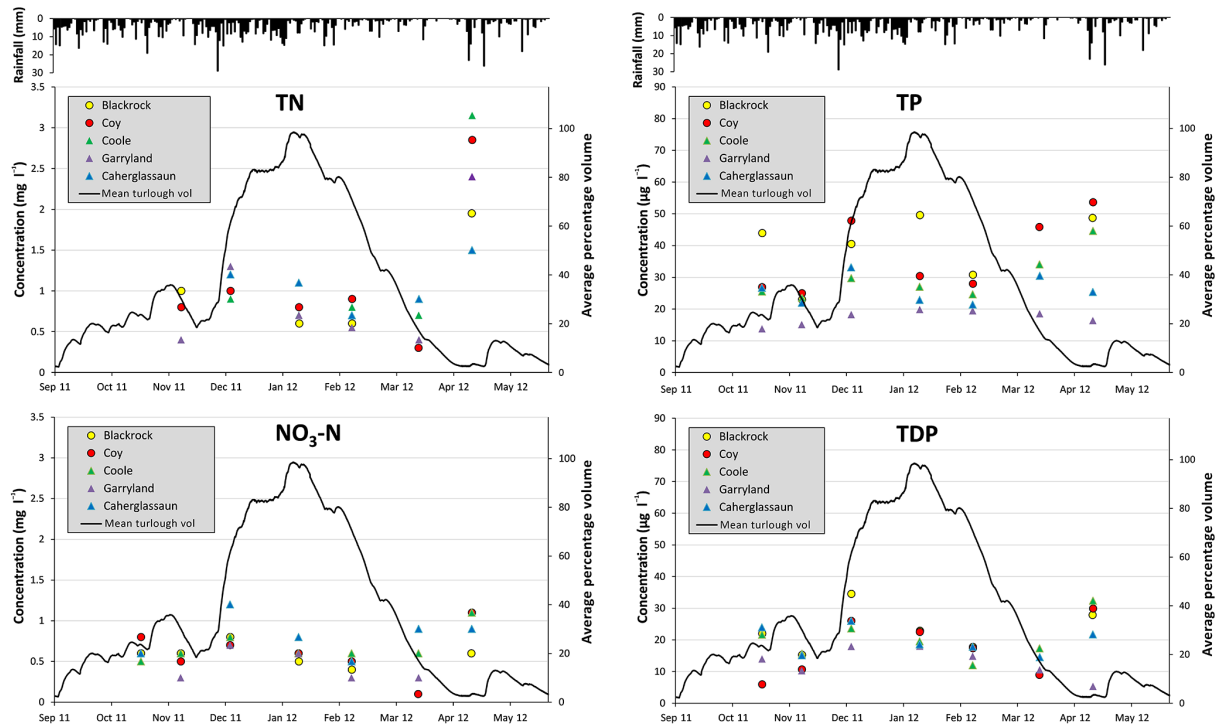 Rainfall (mm)
0
10
20
30
TN
Blackrock
Coy
Coole
Garryland
Caherglassaun
Mean turlough vol
Concentration (mg l⁻¹)
3.5
3
2.5
2
1.5
1
0.5
0
Average percentage volume
100
80
60
40
20
0
Sep 11 Oct 11 Nov 11 Dec 11 Jan 12 Feb 12 Mar 12 Apr 12 May 12
Rainfall (mm)
0
10
20
30
TP
Blackrock
Coy
Coole
Garryland
Caherglassaun
Mean turlough vol
Concentration (µg l⁻¹)
90
80
70
60
50
40
30
20
10
0
Average percentage volume
100
80
60
40
20
0
Sep 11 Oct 11 Nov 11 Dec 11 Jan 12 Feb 12 Mar 12 Apr 12 May 12
NO₃-N
Blackrock
Coy
Coole
Garryland
Caherglassaun
Mean turlough vol
Concentration (mg l⁻¹)
3.5
3
2.5
2
1.5
1
0.5
0
Average percentage volume
100
80
60
40
20
0
Sep 11 Oct 11 Nov 11 Dec 11 Jan 12 Feb 12 Mar 12 Apr 12 May 12
TDP
Blackrock
Coy
Coole
Garryland
Caherglassaun
Mean turlough vol
Concentration (µg l⁻¹)
90
80
70
60
50
40
30
20
10
0
Average percentage volume
100
80
60
40
20
0
Sep 11 Oct 11 Nov 11 Dec 11 Jan 12 Feb 12 Mar 12 Apr 12 May 12